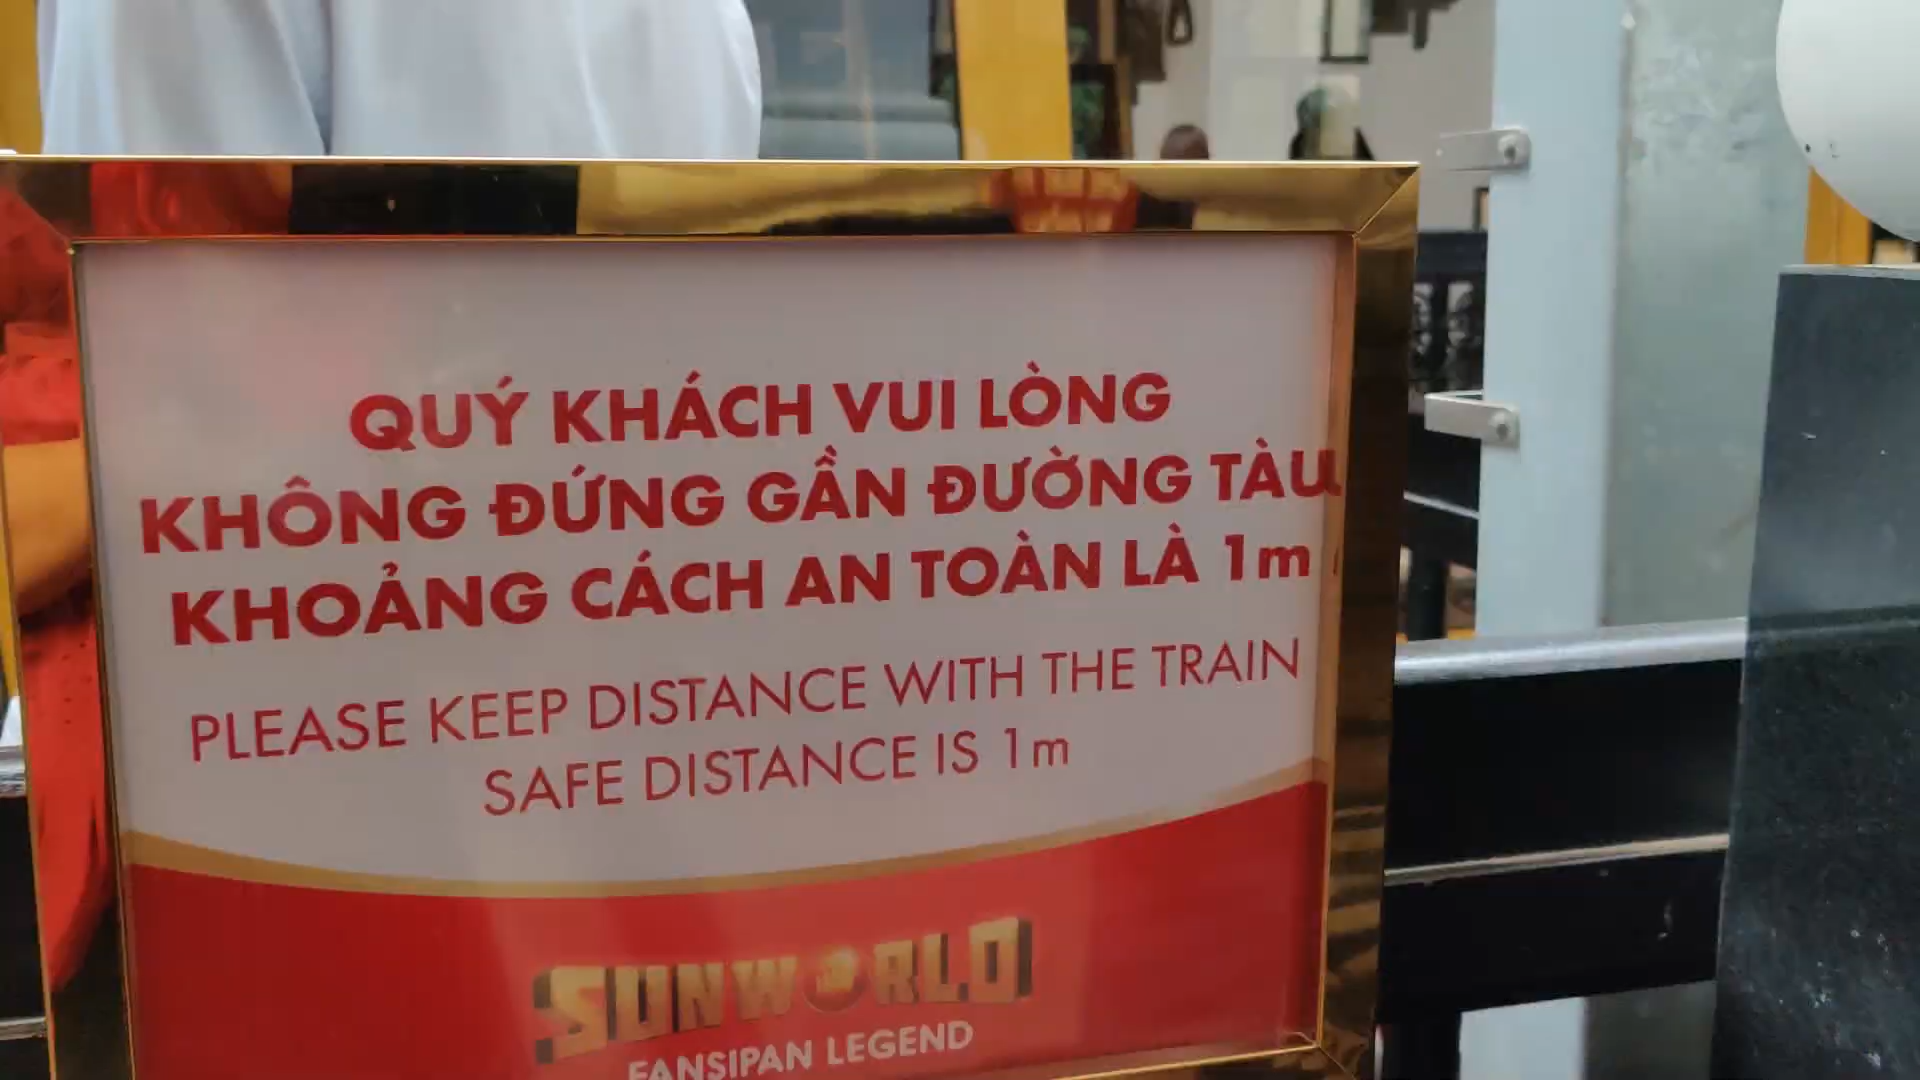 QUÝ KHÁCH VUI LÒNG
KHÔNG ĐỨNG GẦN ĐƯỜNG TÀU
KHOẢNG CÁCH AN TOÀN LÀ 1m
PLEASE KEEP DISTANCE WITH THE TRAIN
SAFE DISTANCE IS 1m
SUNWORLD
FANSIPAN LEGEND